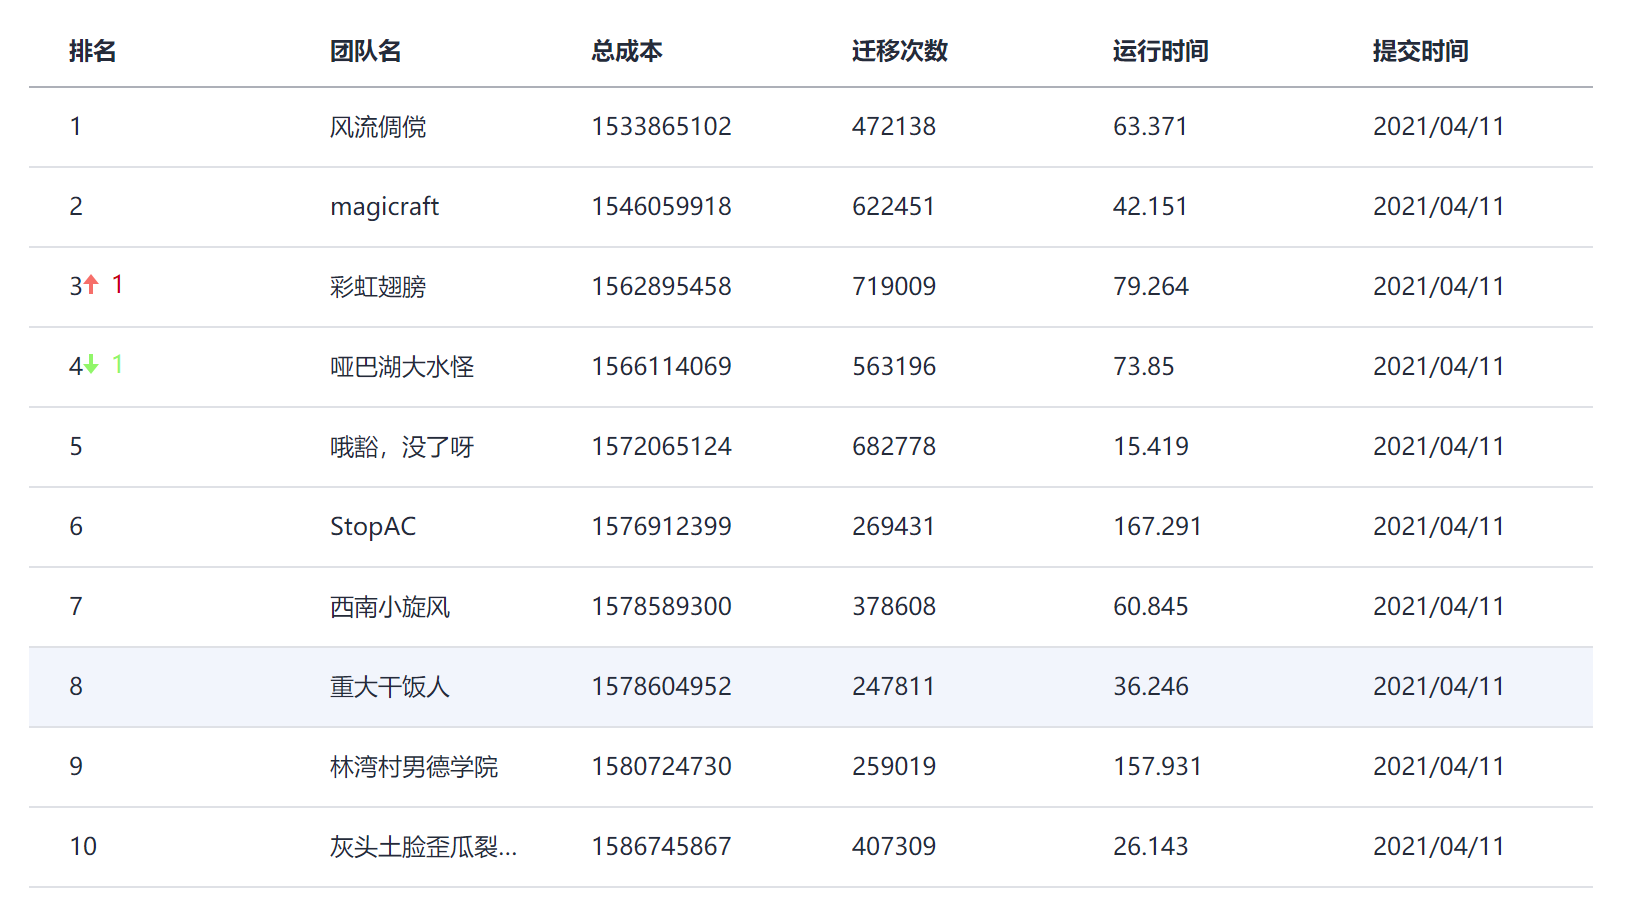 排名 团队名 总成本 迁移次数 运行时间 提交时间
1 风流倜傥 1533865102 472138 63.371 2021/04/11
2 magicraft 1546059918 622451 42.151 2021/04/11
3 1 彩虹翅膀 1562895458 719009 79.264 2021/04/11
4 1 哑巴湖大水怪 1566114069 563196 73.85 2021/04/11
5 哦豁，没了呀 1572065124 682778 15.419 2021/04/11
6 StopAC 1576912399 269431 167.291 2021/04/11
7 西南小旋风 1578589300 378608 60.845 2021/04/11
8 重大干饭人 1578604952 247811 36.246 2021/04/11
9 林湾村男德学院 1580724730 259019 157.931 2021/04/11
10 灰头土脸歪瓜裂... 1586745867 407309 26.143 2021/04/11